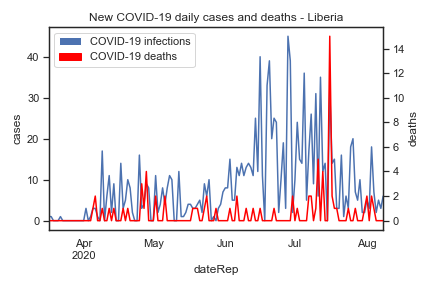 New COVID-19 daily cases and deaths - Liberia
COVID-19 infections
COVID-19 deaths
cases
40
30
20
10
0
deaths
14
12
10
8
6
4
2
0
Apr
2020
May
Jun
Jul
Aug
dateRep